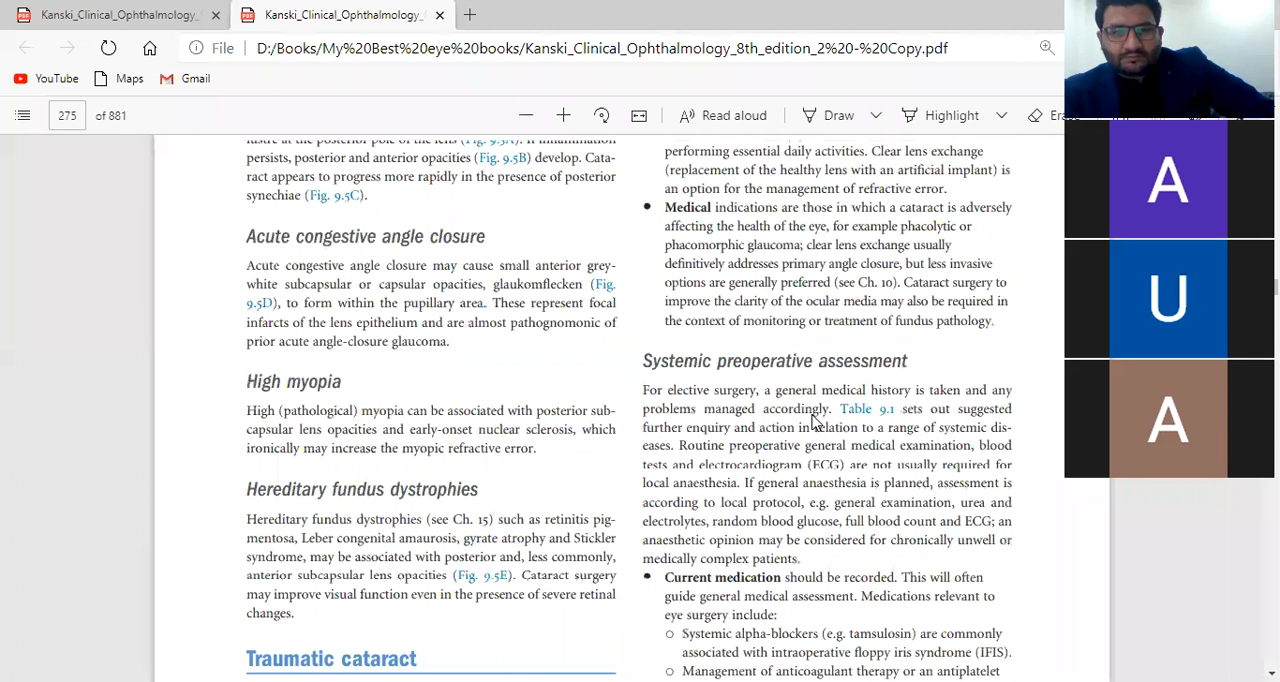 Kanski_Clinical_Ophthalmology_
Kanski_Clinical_Ophthalmology_
File
D:/Books/My%20Best%20eye%20books/Kanski_Clinical_Ophthalmology_8th_edition_2%20-%20Copy.pdf
YouTube
Maps
Gmail
275 of 881
Read aloud
Draw
Highlight
persists, posterior and anterior opacities (Fig. 9.5B) develop. Cata-
ract appears to progress more rapidly in the presence of posterior
synechiae (Fig. 9.5C).
Acute congestive angle closure
Acute congestive angle closure may cause small anterior grey-
white subcapsular or capsular opacities, glaukomflecken (Fig.
9.5D), to form within the pupillary area. These represent focal
infarcts of the lens epithelium and are almost pathognomonic of
prior acute angle-closure glaucoma.
High myopia
High (pathological) myopia can be associated with posterior sub-
capsular lens opacities and early-onset nuclear sclerosis, which
ironically may increase the myopic refractive error.
Hereditary fundus dystrophies
Hereditary fundus dystrophies (see Ch. 15) such as retinitis pig-
mentosa, Leber congenital amaurosis, gyrate atrophy and Stickler
syndrome, may be associated with posterior and, less commonly,
anterior subcapsular lens opacities (Fig. 9.5E). Cataract surgery
may improve visual function even in the presence of severe retinal
changes.
Traumatic cataract
performing essential daily activities. Clear lens exchange
(replacement of the healthy lens with an artificial implant) is
an option for the management of refractive error.
Medical indications are those in which a cataract is adversely
affecting the health of the eye, for example phacolytic or
phacomorphic glaucoma; clear lens exchange usually
definitively addresses primary angle closure, but less invasive
options are generally preferred (see Ch. 10). Cataract surgery to
improve the clarity of the ocular media may also be required in
the context of monitoring or treatment of fundus pathology.
Systemic preoperative assessment
For elective surgery, a general medical history is taken and any
problems managed accordingly. Table 9.1 sets out suggested
further enquiry and action in relation to a range of systemic dis-
eases. Routine preoperative general medical examination, blood
tests and electrocardiogram (ECG) are not usually required for
local anaesthesia. If general anaesthesia is planned, assessment is
according to local protocol, e.g. general examination, urea and
electrolytes, random blood glucose, full blood count and ECG; an
anaesthetic opinion may be considered for chronically unwell or
medically complex patients.
Current medication should be recorded. This will often
guide general medical assessment. Medications relevant to
eye surgery include:
Systemic alpha-blockers (e.g. tamsulosin) are commonly
associated with intraoperative floppy iris syndrome (IFIS).
Management of anticoagulant therapy or an antiplatelet
A
U
A